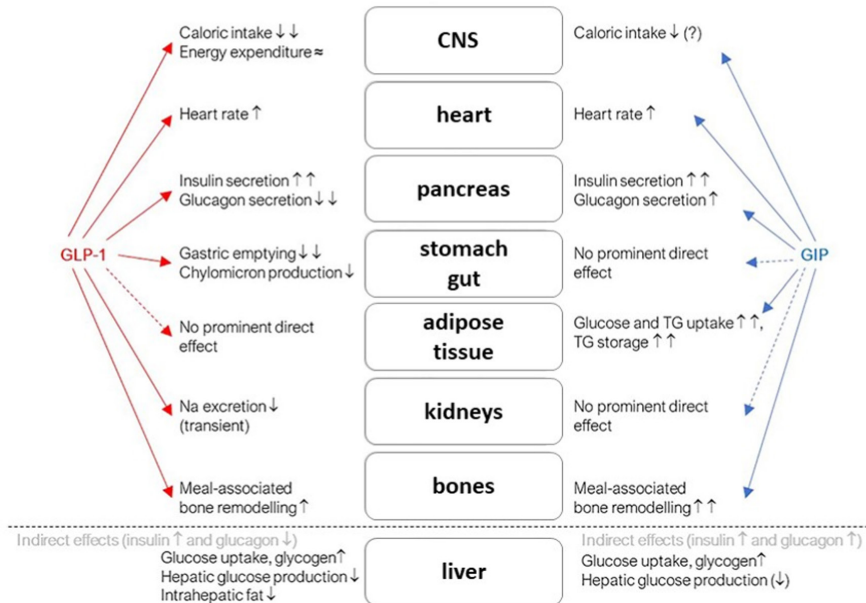 Caloric intake ↓ ↓
Energy expenditure ≈
CNS
Caloric intake ↓ (?)
Heart rate ↑
heart
Heart rate ↑
Insulin secretion ↑ ↑
Glucagon secretion ↓ ↓
pancreas
Insulin secretion ↑ ↑
Glucagon secretion ↑
GLP-1
Gastric emptying ↓ ↓
Chylomicron production ↓
stomach
gut
No prominent direct
effect
GIP
No prominent direct
effect
adipose
tissue
Glucose and TG uptake ↑ ↑,
TG storage ↑ ↑
Na excretion ↓
(transient)
kidneys
No prominent direct
effect
Meal-associated
bone remodelling ↑
bones
Meal-associated
bone remodelling ↑ ↑
Indirect effects (insulin ↑ and glucagon ↓)
Glucose uptake, glycogen↑
Hepatic glucose production ↓
Intrahepatic fat ↓
liver
Indirect effects (insulin ↑ and glucagon ↑)
Glucose uptake, glycogen↑
Hepatic glucose production (↓)